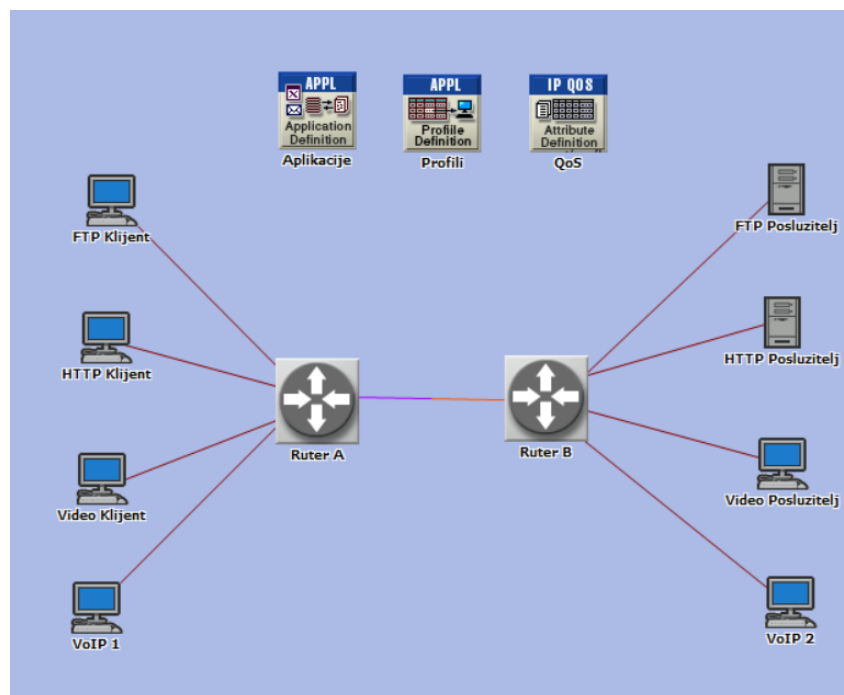 APPL
Application
Definition
Aplikacije
APPL
Profiile
Definition
Profili
IP QOS
Attribute
Definition
QoS
FTP Klijent
FTP Posluzitelj
HTTP Klijent
HTTP Posluzitelj
Ruter A
Ruter B
Video Klijent
Video Posluzitelj
VoIP 1
VoIP 2